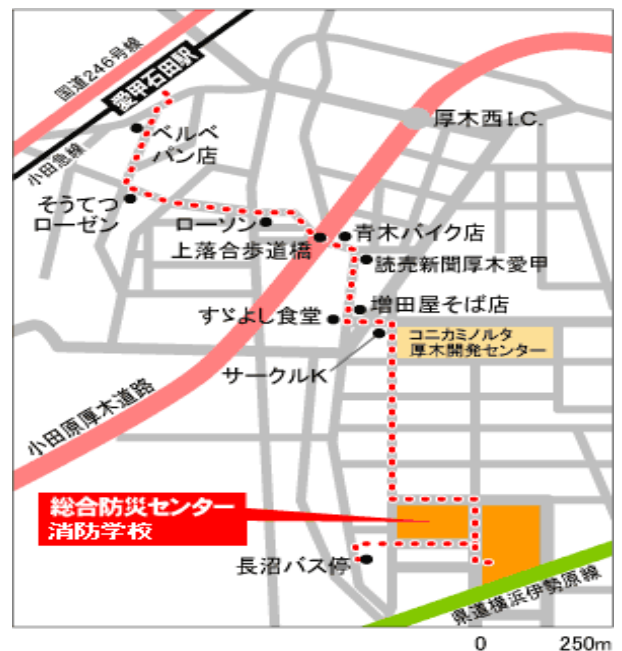 国道246号線
愛甲石田駅
小田急線
ベルベ
パン店
厚木西I.C.
そうてつ
ローゼン
ローソン
青木バイク店
上落合歩道橋
読売新聞厚木愛甲
増田屋そば店
すゞよし食堂
コニカミノルタ
厚木開発センター
サークルK
小田原厚木道路
総合防災センター
消防学校
長沼バス停
県道横浜伊勢原線
0 250m